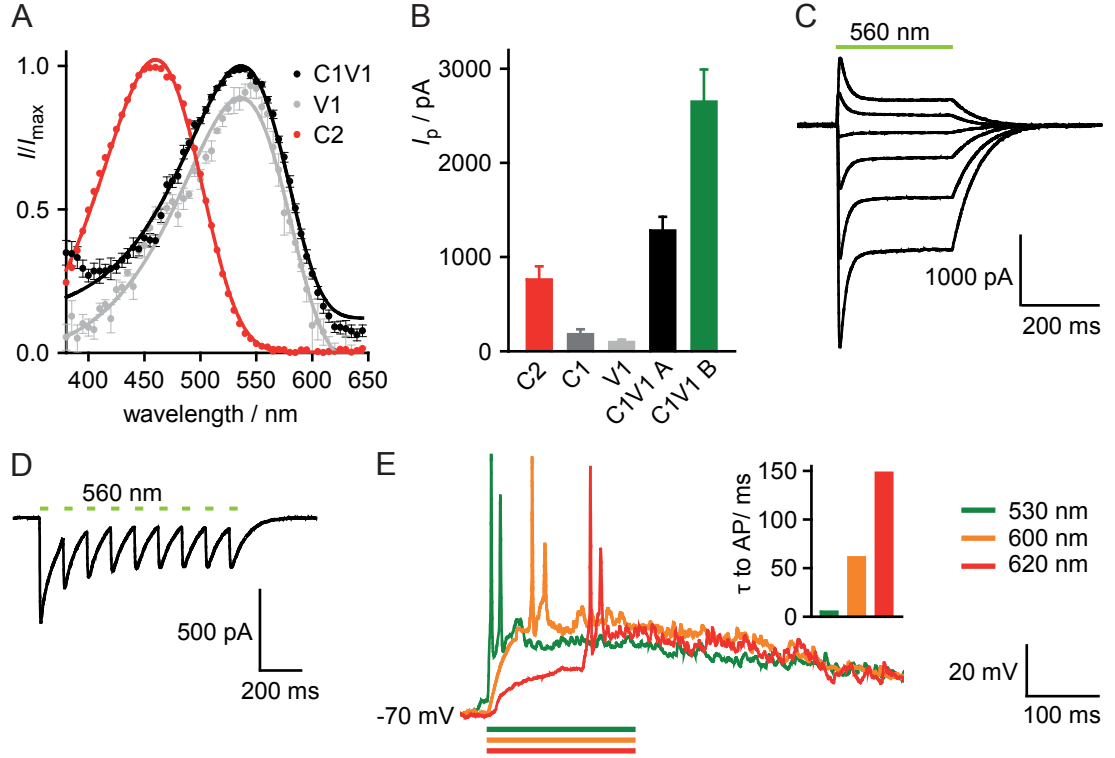 A
I/Imax
1.0
0.5
0.0
400
450
500
550
600
650
wavelength / nm
C1V1
V1
C2
B
Ip / pA
3000
2000
1000
0
C2
C1
V1
C1V1 A
C1V1 B
C
560 nm
1000 pA
200 ms
D
560 nm
500 pA
200 ms
E
-70 mV
τ to AP/ ms
150
100
50
0
530 nm
600 nm
620 nm
20 mV
100 ms